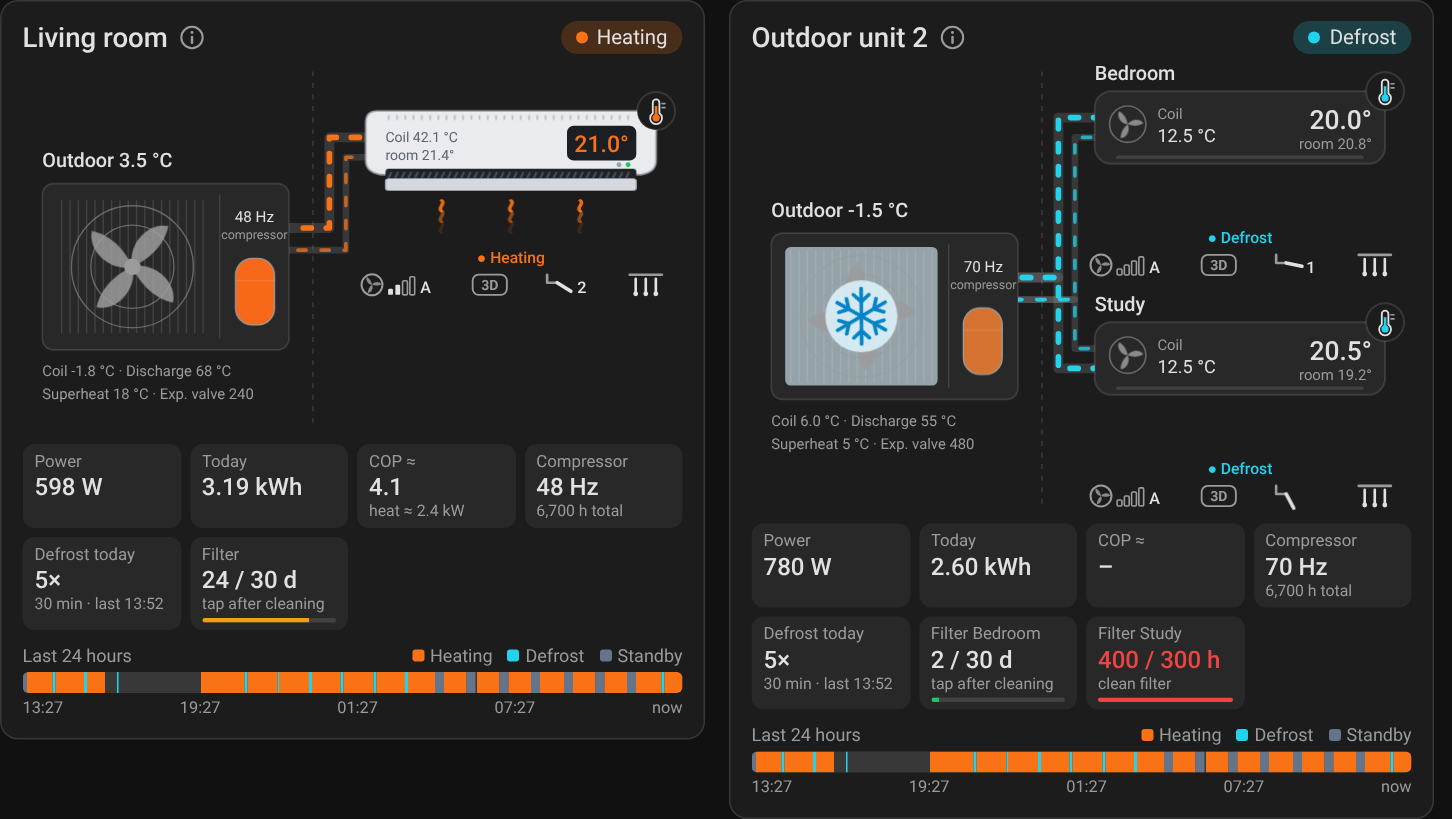 Living room
Heating
Outdoor 3.5 °C
Coil 42.1 °C
room 21.4°
21.0°
48 Hz
compressor
Heating
A
3D
2
Coil -1.8 °C · Discharge 68 °C
Superheat 18 °C · Exp. valve 240
Power
598 W
Today
3.19 kWh
COP ≈
4.1
heat ≈ 2.4 kW
Compressor
48 Hz
6,700 h total
Defrost today
5×
30 min · last 13:52
Filter
24 / 30 d
tap after cleaning
Last 24 hours
Heating
Defrost
Standby
13:27
19:27
01:27
07:27
now
Outdoor unit 2
Defrost
Bedroom
Coil
12.5 °C
20.0°
room 20.8°
Outdoor -1.5 °C
70 Hz
compressor
Defrost
A
3D
1
Study
Coil
12.5 °C
20.5°
room 19.2°
Coil 6.0 °C · Discharge 55 °C
Superheat 5 °C · Exp. valve 480
Defrost
A
3D
Power
780 W
Today
2.60 kWh
COP ≈
–
Compressor
70 Hz
6,700 h total
Defrost today
5×
30 min · last 13:52
Filter Bedroom
2 / 30 d
tap after cleaning
Filter Study
400 / 300 h
clean filter
Last 24 hours
Heating
Defrost
Standby
13:27
19:27
01:27
07:27
now